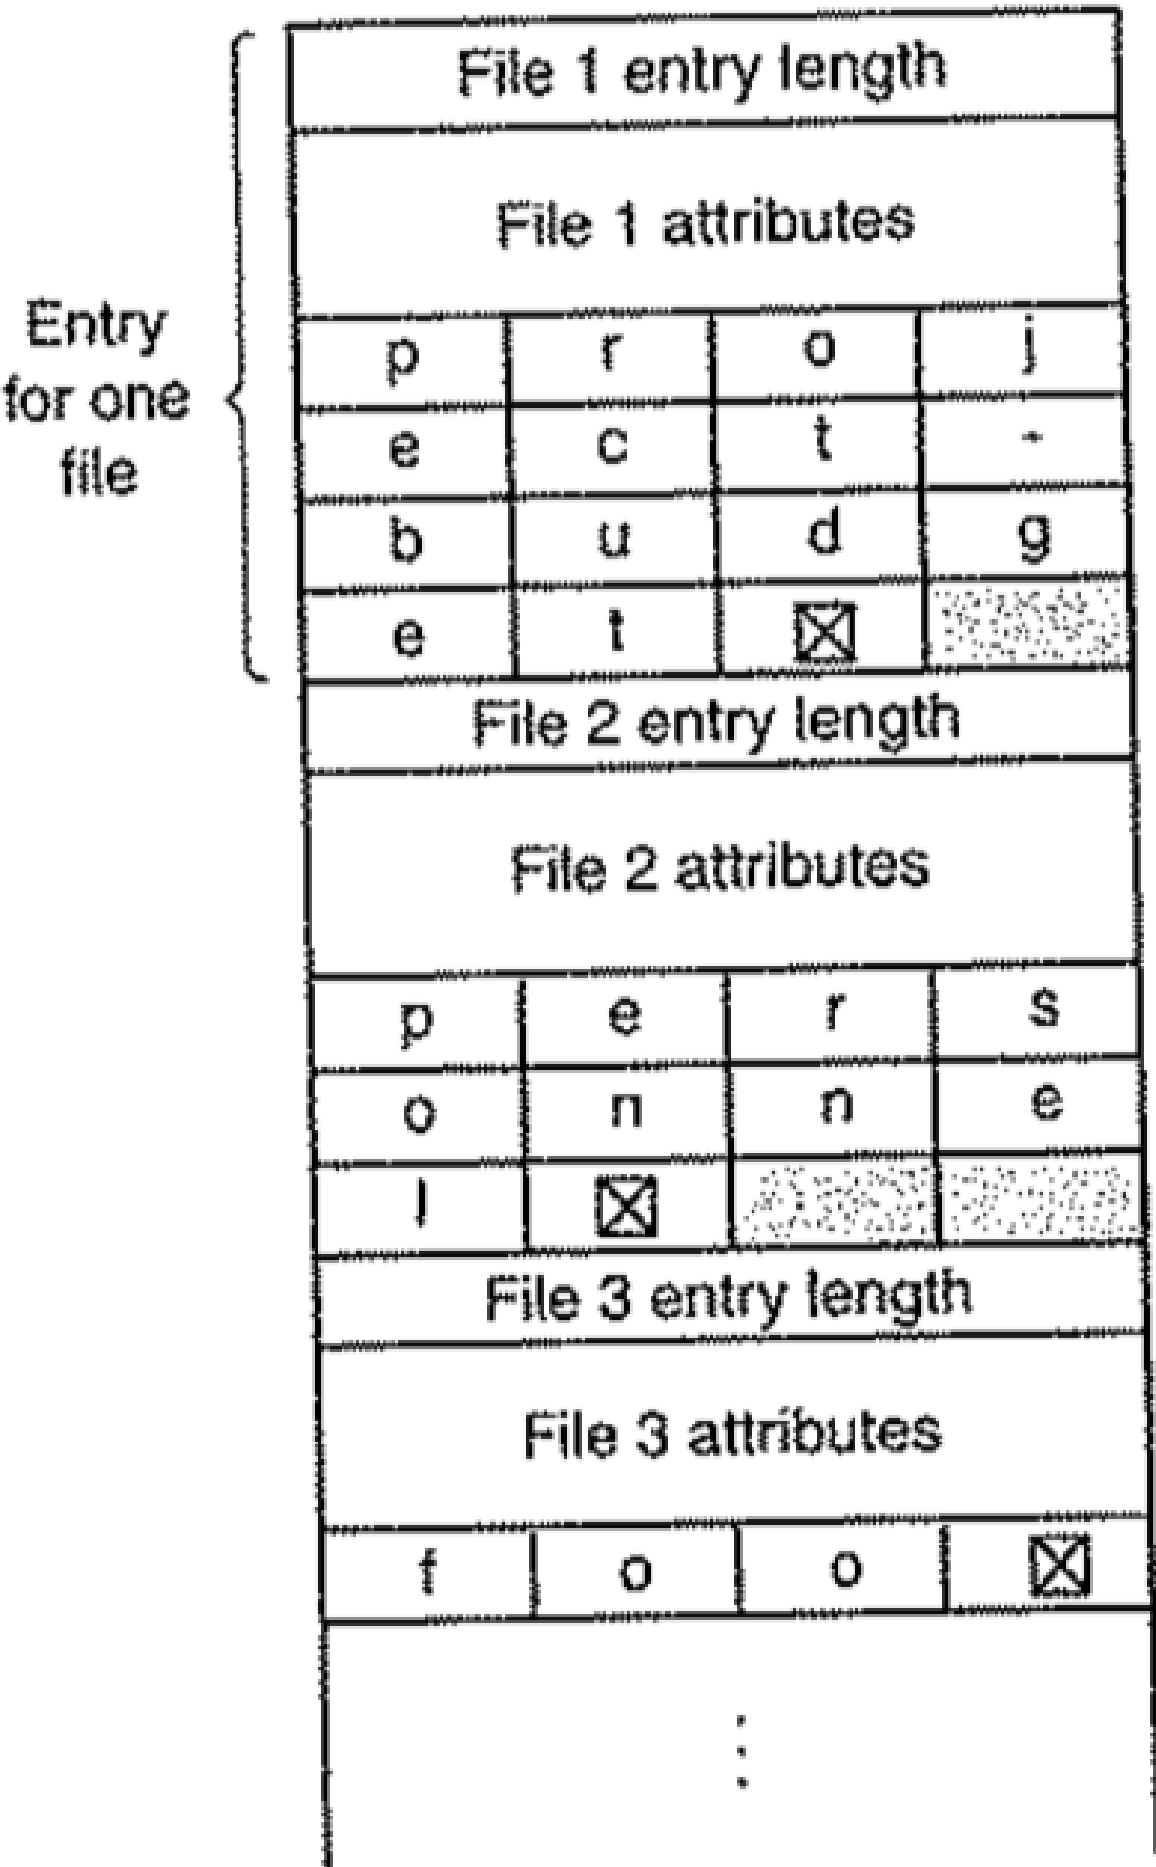 File 1 entry length
File 1 attributes
Entry
for one
file
p r o j
e c t -
b u d g
e t
File 2 entry length
File 2 attributes
p e r s
o n n e
l
File 3 entry length
File 3 attributes
f o o